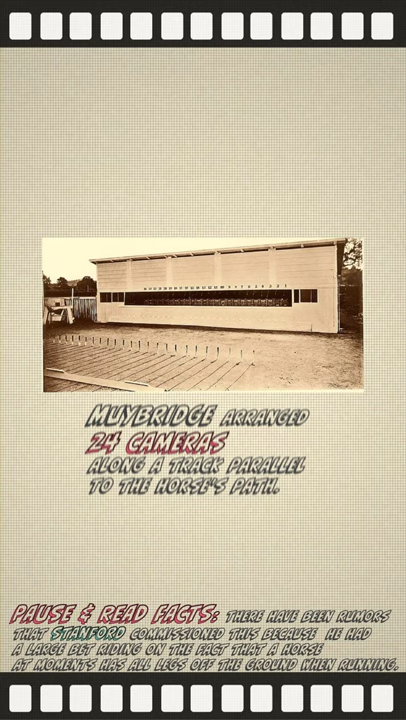 MUYBRIDGE ARRANGED
24 CAMERAS
ALONG A TRACK PARALLEL
TO THE HORSE'S PATH.
PAUSE & READ FACTS: THERE HAVE BEEN RUMORS
THAT STANFORD COMMISSIONED THIS BECAUSE HE HAD
A LARGE BET RIDING ON THE FACT THAT A HORSE
AT MOMENTS HAS ALL LEGS OFF THE GROUND WHEN RUNNING.